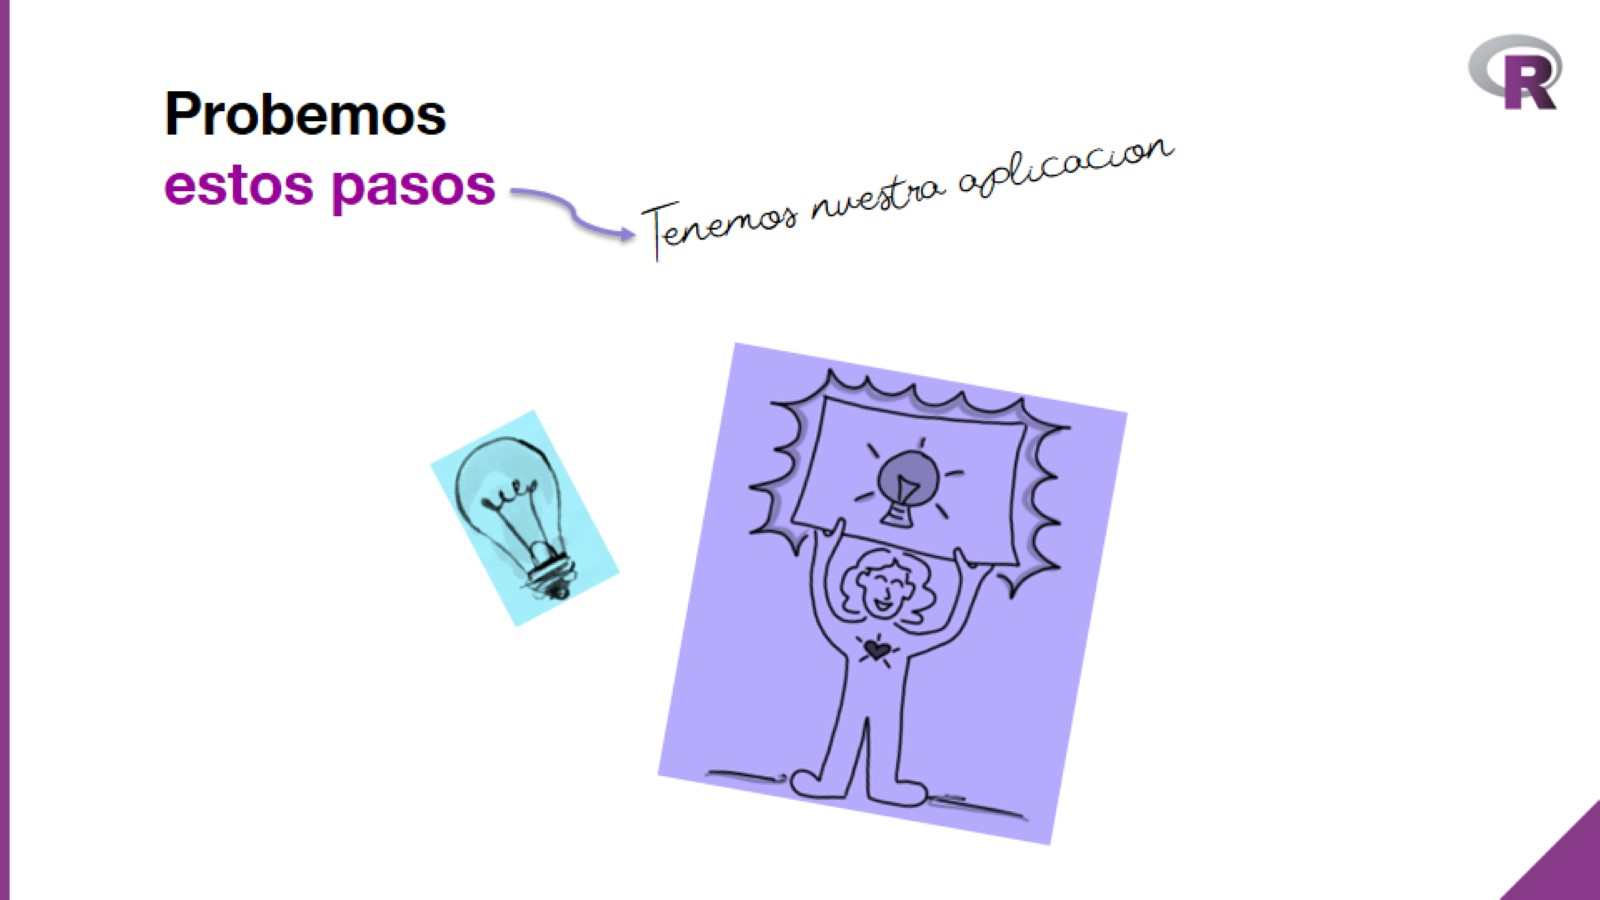 R
Probemos
estos pasos
Tenemos nuestra aplicacion